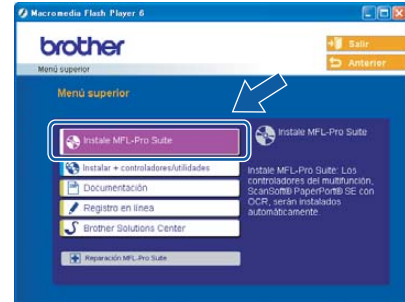 Macromedia Flash Player 6
brother
Salir
Anterior
Menú superior
Menú superior
Instale MFL-Pro Suite
Instalar + controladores/utilidades
Documentación
Registro en línea
Brother Solutions Center
Reparación MFL-Pro Suite
Instale MFL-Pro Suite
Instale MFL-Pro Suite: Los
controladores del multifunción,
ScanSoft® PaperPort® SE con
OCR, serán instalados
automáticamente.